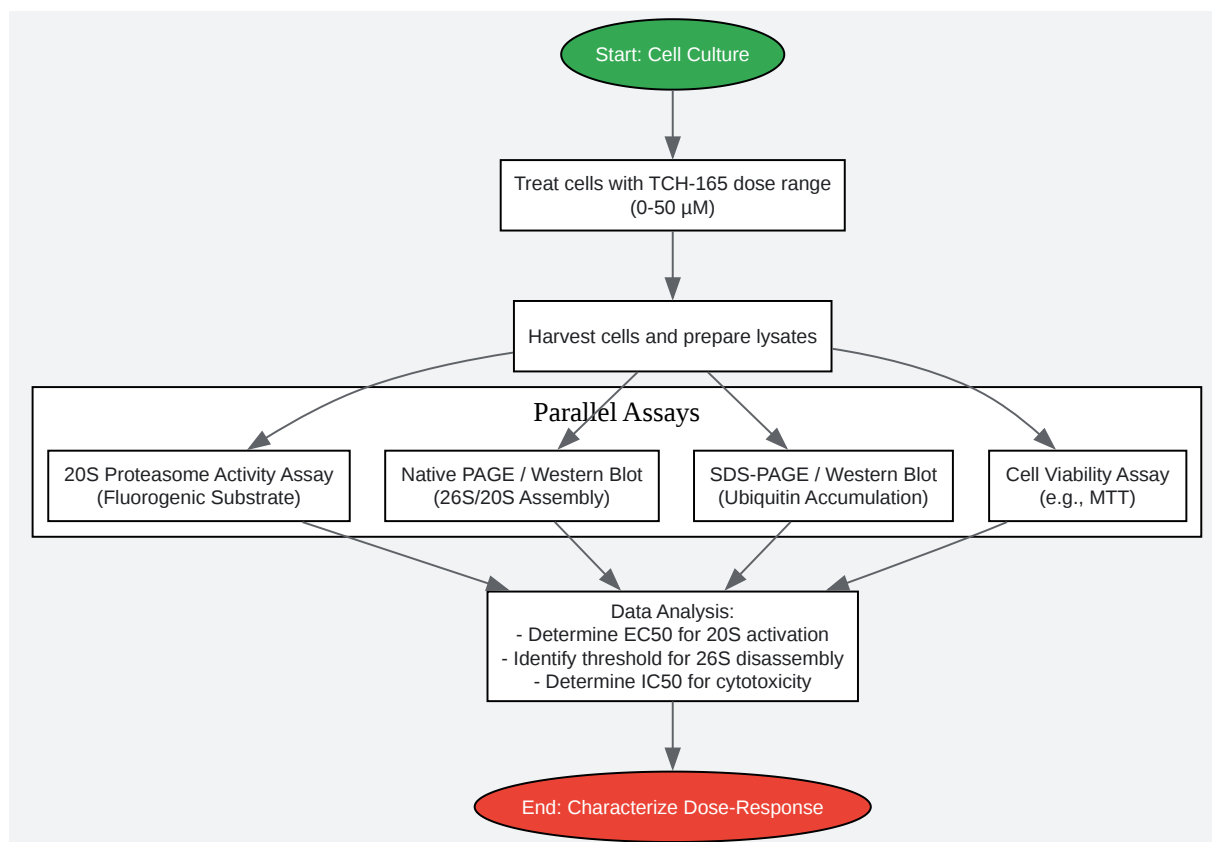 Start: Cell Culture
Treat cells with TCH-165 dose range
(0-50 µM)
Harvest cells and prepare lysates
Parallel Assays
20S Proteasome Activity Assay
(Fluorogenic Substrate)
Native PAGE / Western Blot
(26S/20S Assembly)
SDS-PAGE / Western Blot
(Ubiquitin Accumulation)
Cell Viability Assay
(e.g., MTT)
Data Analysis:
- Determine EC50 for 20S activation
- Identify threshold for 26S disassembly
- Determine IC50 for cytotoxicity
End: Characterize Dose-Response